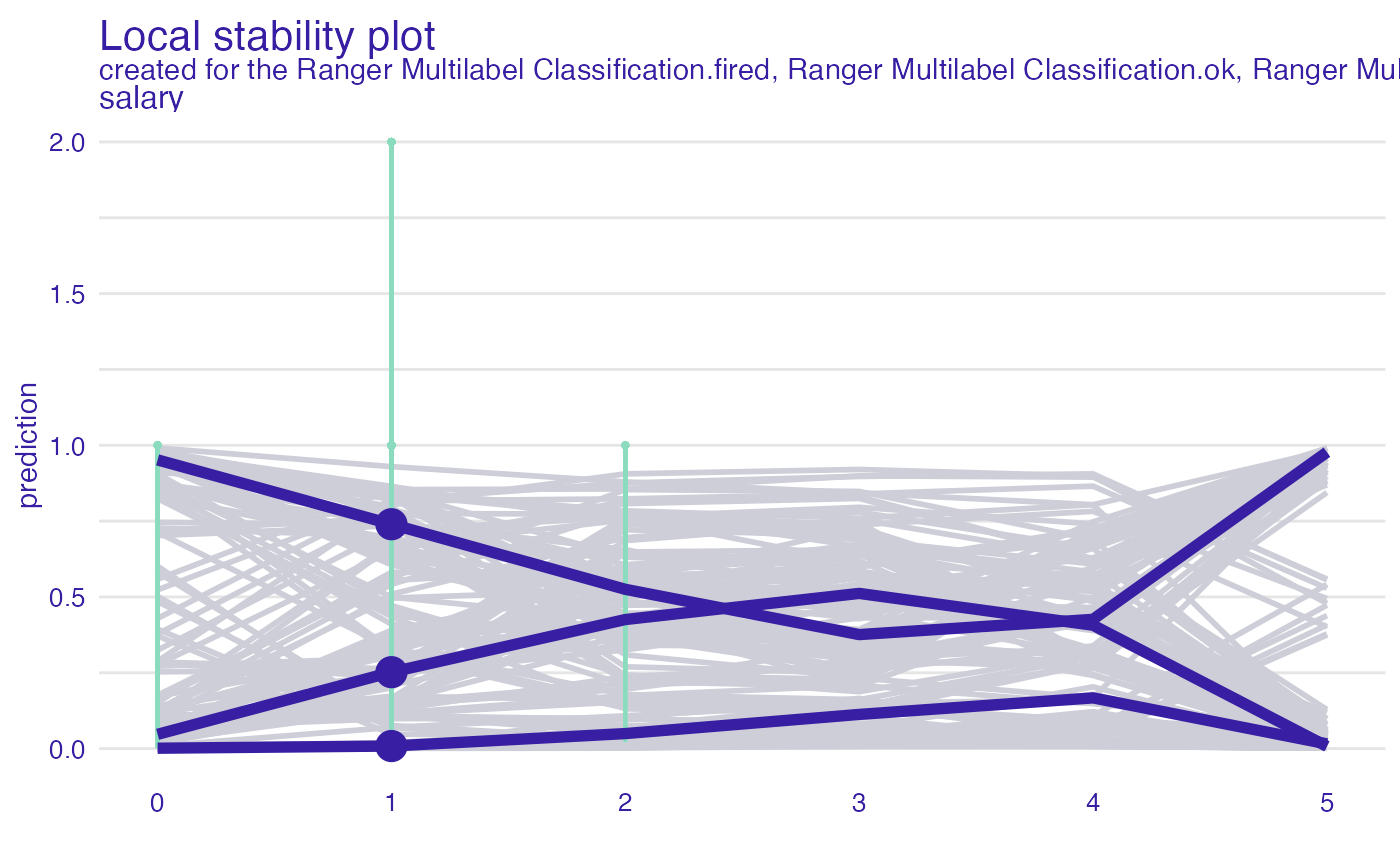 Local stability plot
created for the Ranger Multilabel Classification.fired, Ranger Multilabel Classification.ok, Ranger Mul
salary
prediction
2.0
1.5
1.0
0.5
0.0
0 1 2 3 4 5